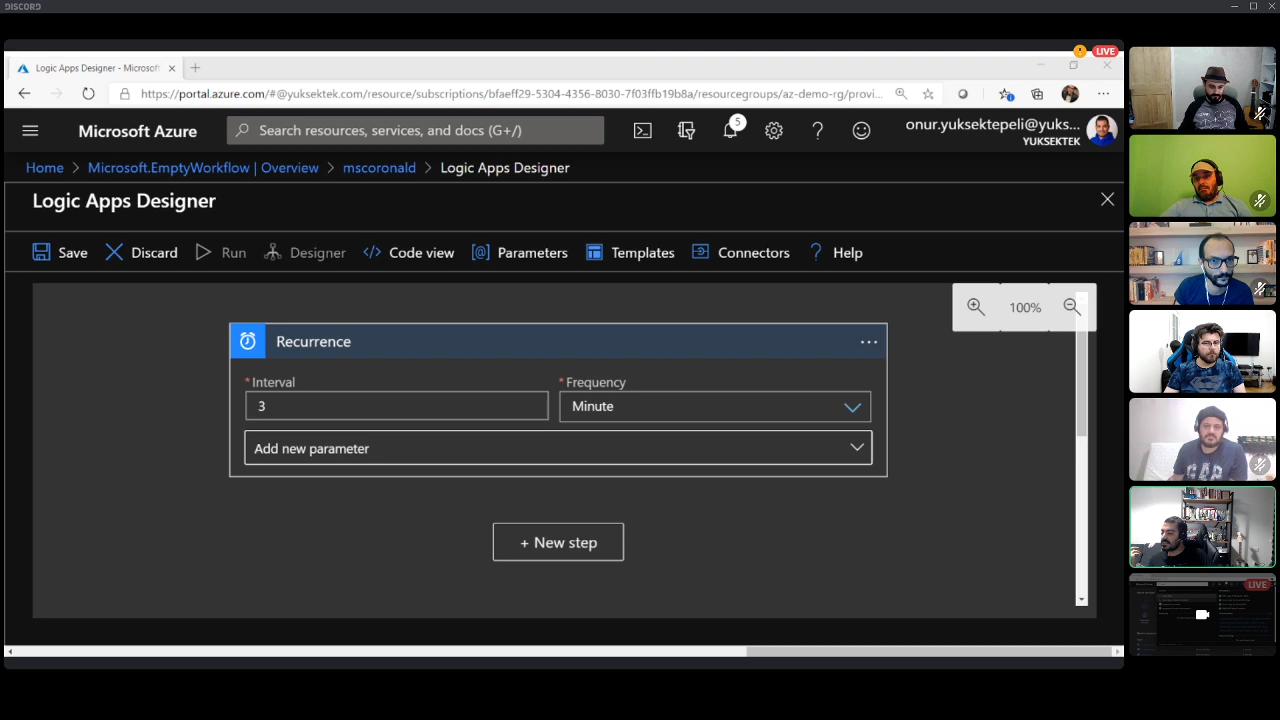 DISCORD
LIVE
Logic Apps Designer - Microsoft
https://portal.azure.com/#@yuksektek.com/resource/subscriptions/bfaeff29-5304-4356-8030-7f03ffb19b8a/resourcegroups/az-demo-rg/provi...
Microsoft Azure
Search resources, services, and docs (G+/)
5
onur.yuksektepeli@yuks...
YUKSEKTEK
Home > Microsoft.EmptyWorkflow | Overview > mscoronald > Logic Apps Designer
Logic Apps Designer
Save Discard Run Designer Code view Parameters Templates Connectors Help
100%
Recurrence
* Interval * Frequency
3 Minute
Add new parameter
+ New step
GAP
LIVE